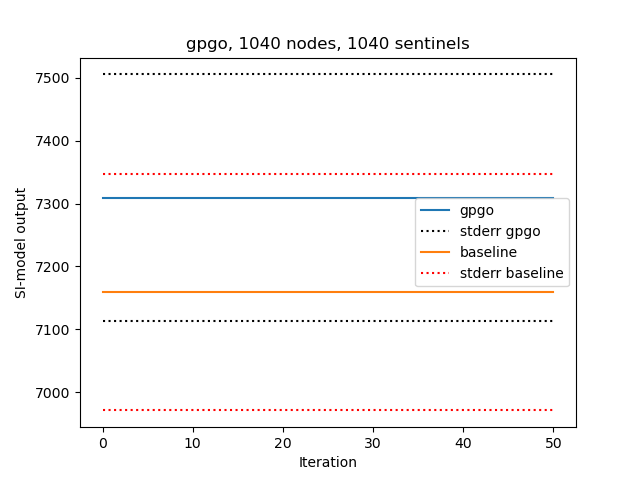 gpgo, 1040 nodes, 1040 sentinels
SI-model output
7500
7400
7300
7200
7100
7000
gpgo
stderr gpgo
baseline
stderr baseline
0 10 20 30 40 50
Iteration